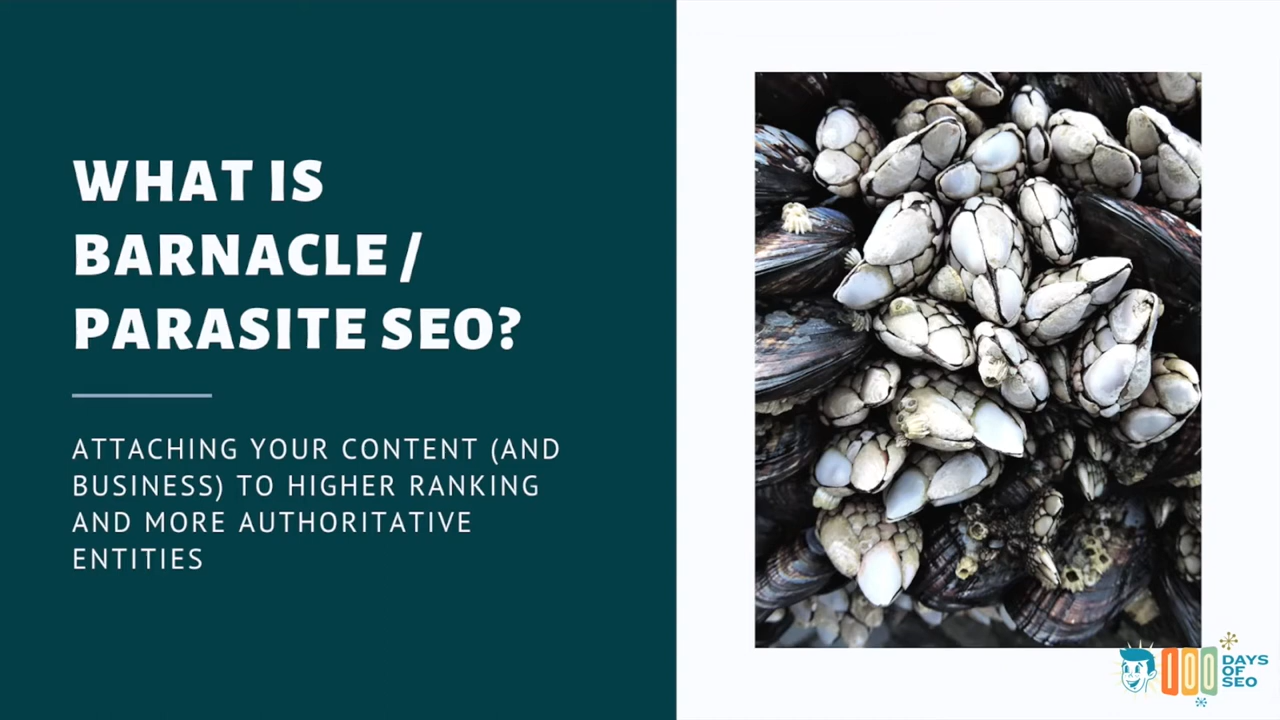 WHAT IS
BARNACLE /
PARASITE SEO?
ATTACHING YOUR CONTENT (AND
BUSINESS) TO HIGHER RANKING
AND MORE AUTHORITATIVE
ENTITIES
100
DAYS
OF
SEO